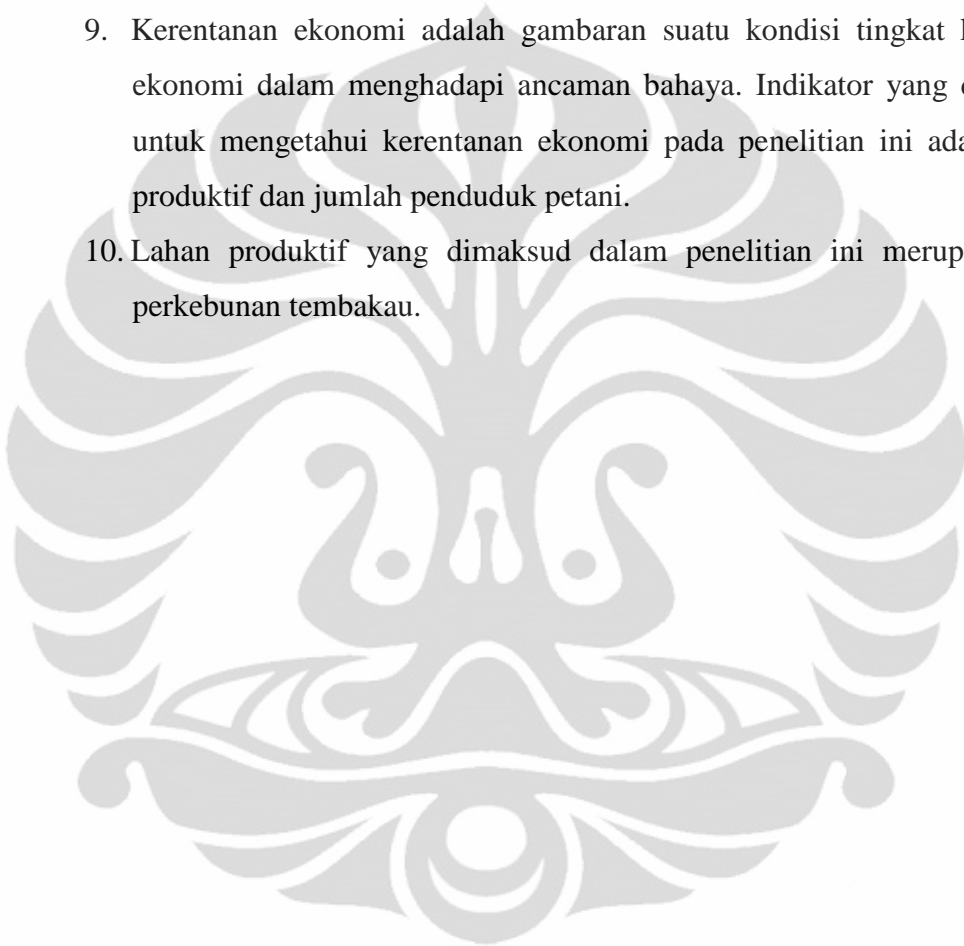 9. Kerentanan ekonomi adalah gambaran suatu kondisi tingkat
ekonomi dalam menghadapi ancaman bahaya. Indikator yang
untuk mengetahui kerentanan ekonomi pada penelitian ini
produktif dan jumlah penduduk petani.
10. Lahan produktif yang dimaksud dalam penelitian ini
perkebunan tembakau.